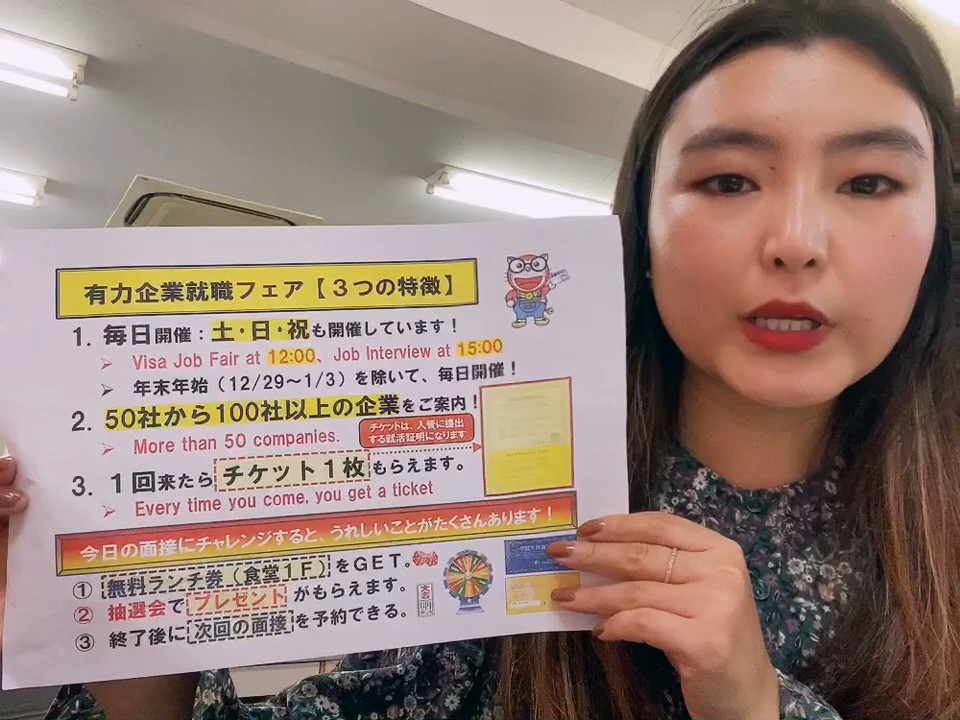 有力企業就職フェア【３つの特徴】
1. 毎日開催：土・日・祝も開催しています！
➢ Visa Job Fair at 12:00、Job Interview at 15:00
➢ 年末年始（12/29～1/3）を除いて、毎日開催！
2. 50社から100社以上の企業をご案内！
➢ More than 50 companies.
チケットは、入管に提出
する就活証明になります
3. １回来たらチケット１枚もらえます。
➢ Every time you come, you get a ticket
今日の面接にチャレンジすると、うれしいことがたくさんあります！
① 無料ランチ券（食堂１Ｆ）をＧＥＴ。
② 抽選会でプレゼントがもらえます。
③ 終了後に次回の面接を予約できる。
大吉